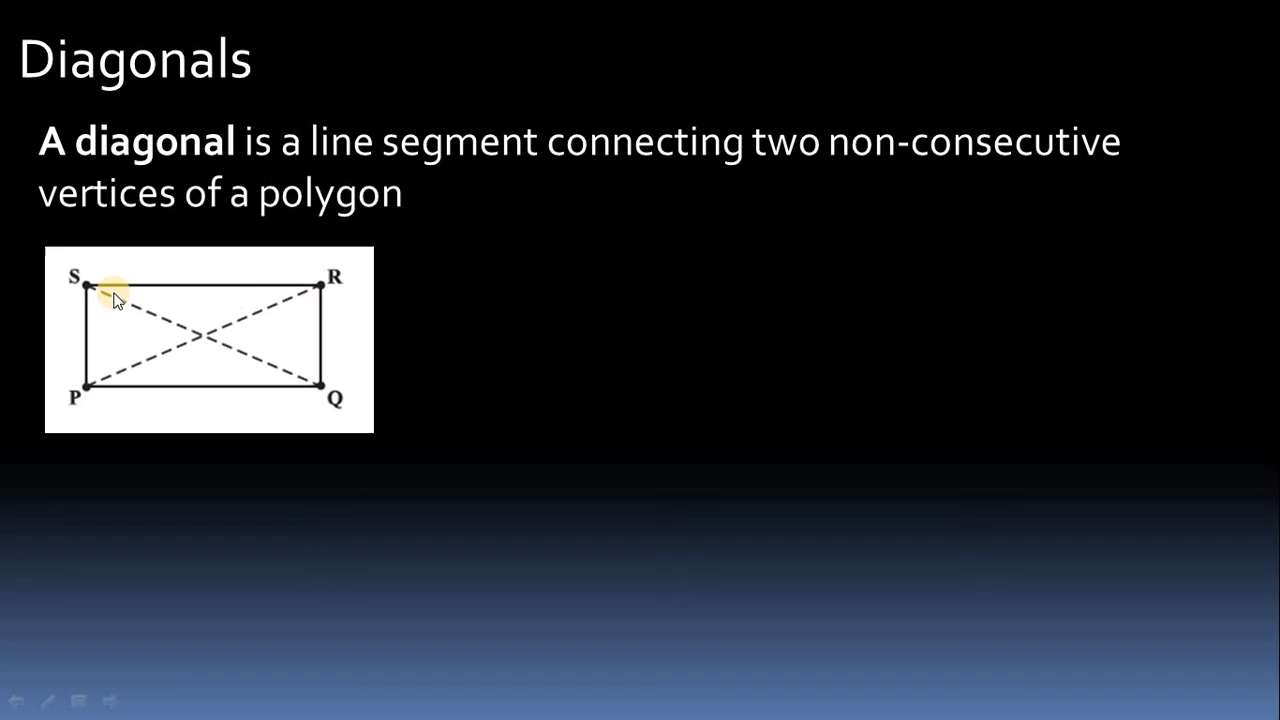 Diagonals
A diagonal is a line segment connecting two non-consecutive
vertices of a polygon
S R
P Q